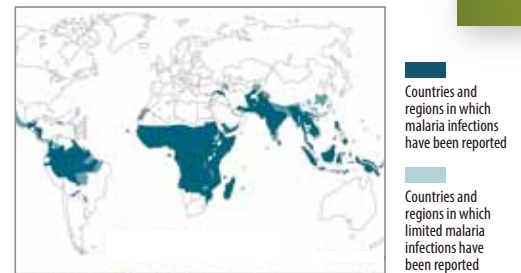 Countries and
regions in which
malaria infections
have been reported
Countries and
regions in which
limited malaria
infections have
been reported